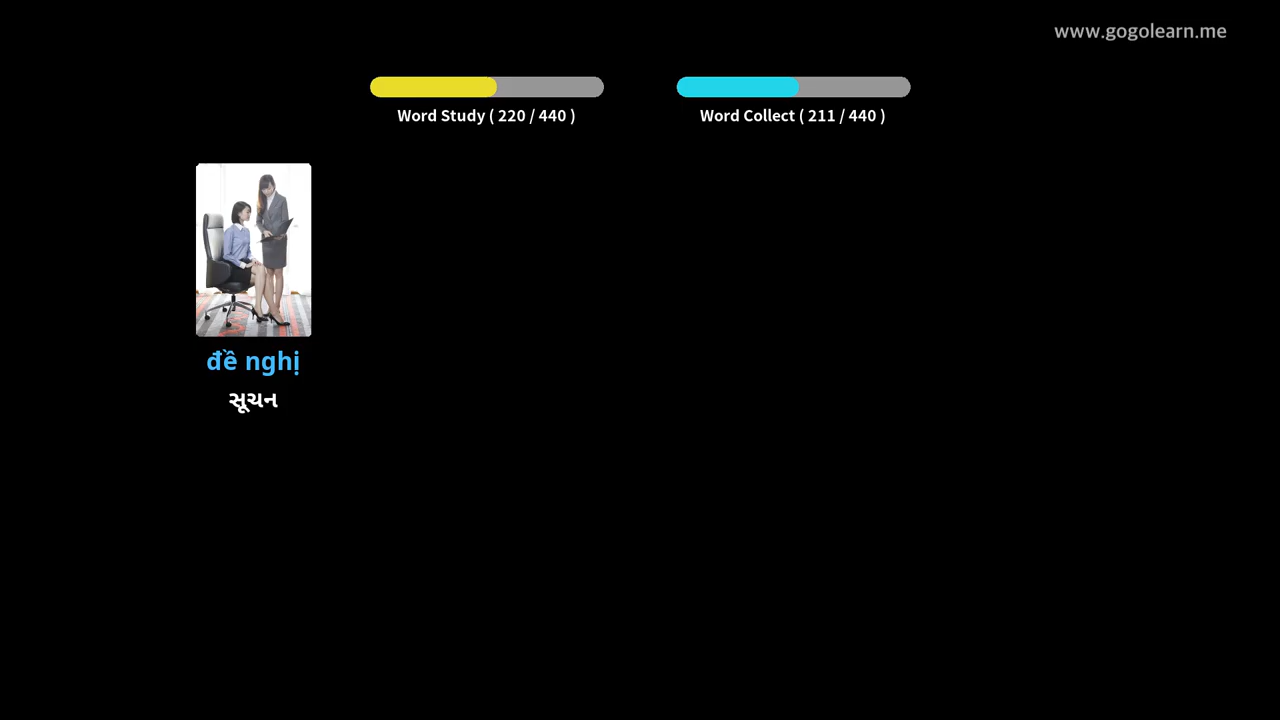 www.gogolearn.me
Word Study ( 220 / 440 )
Word Collect ( 211 / 440 )
đề nghị
સૂચન